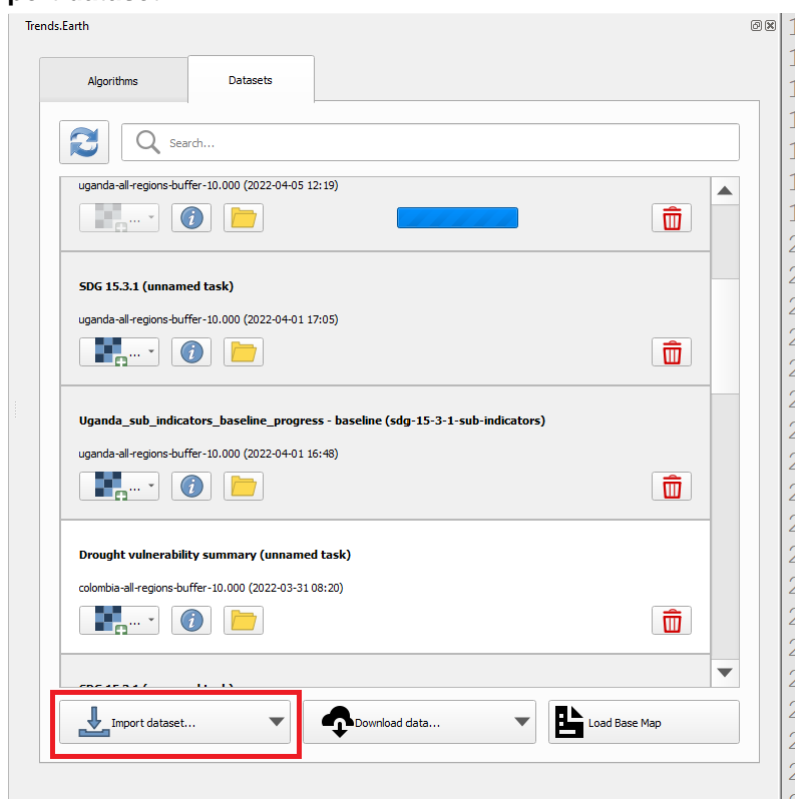 Trends.Earth
Algorithms
Datasets
Search...
uganda-all-regions-buffer-10.000 (2022-04-05 12:19)
...
SDG 15.3.1 (unnamed task)
uganda-all-regions-buffer-10.000 (2022-04-01 17:05)
...
Uganda_sub_indicators_baseline_progress - baseline (sdg-15-3-1-sub-indicators)
uganda-all-regions-buffer-10.000 (2022-04-01 16:48)
...
Drought vulnerability summary (unnamed task)
colombia-all-regions-buffer-10.000 (2022-03-31 08:20)
...
Import dataset...
Download data...
Load Base Map